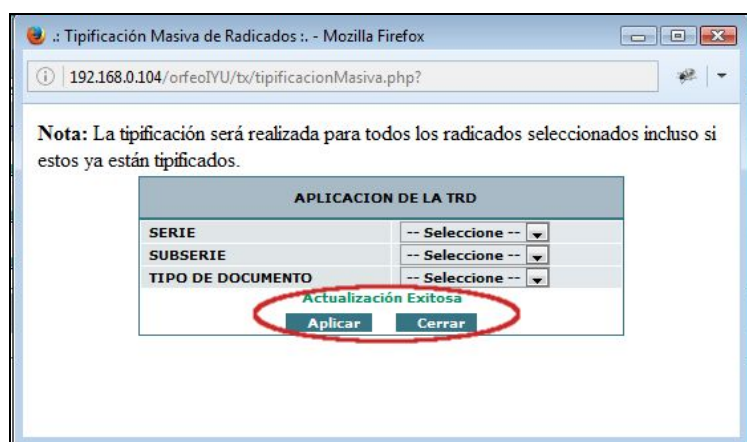 .: Tipificación Masiva de Radicados :. - Mozilla Firefox
192.168.0.104/orfeoIYU/tx/tipificacionMasiva.php?
Nota: La tipificación será realizada para todos los radicados seleccionados incluso si
estos ya están tipificados.
APLICACION DE LA TRD
SERIE -- Seleccione --
SUBSERIE -- Seleccione --
TIPO DE DOCUMENTO -- Seleccione --
Actualización Exitosa
Aplicar Cerrar